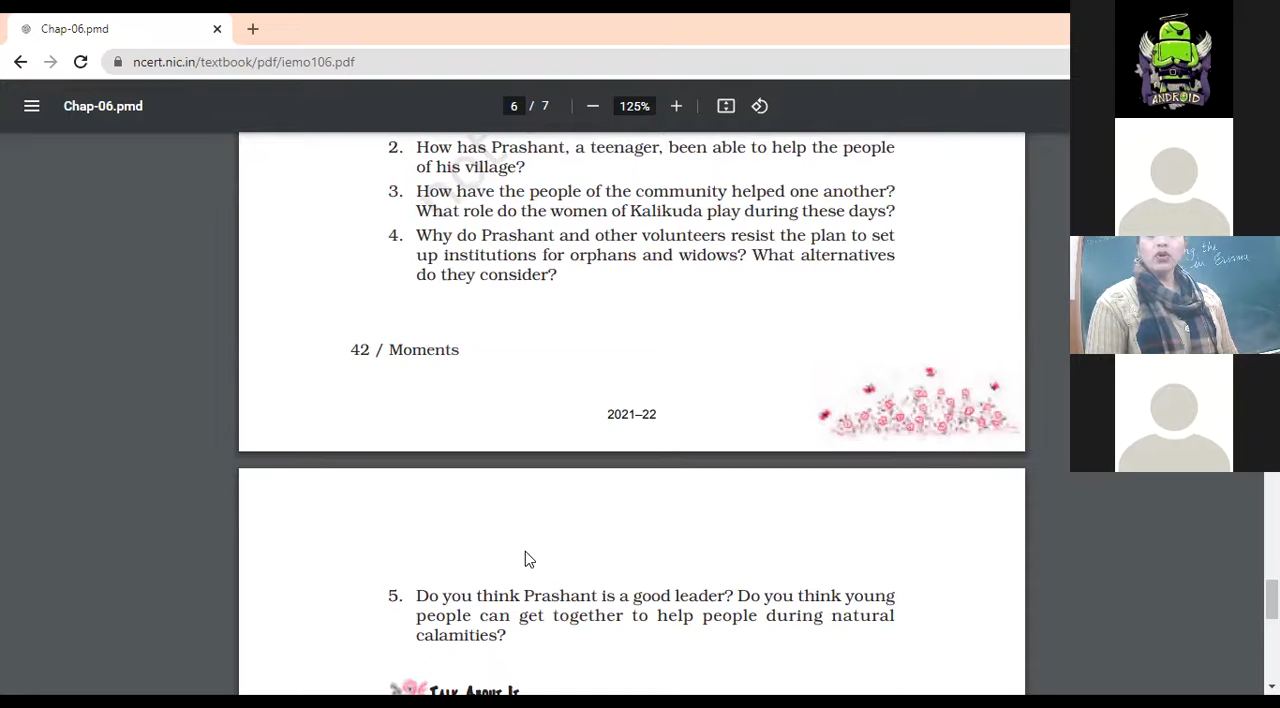 Chap-06.pmd
ncert.nic.in/textbook/pdf/iemo106.pdf
Chap-06.pmd
6 / 7
125%
2. How has Prashant, a teenager, been able to help the people
of his village?
3. How have the people of the community helped one another?
What role do the women of Kalikuda play during these days?
4. Why do Prashant and other volunteers resist the plan to set
up institutions for orphans and widows? What alternatives
do they consider?
42 / Moments
2021–22
5. Do you think Prashant is a good leader? Do you think young
people can get together to help people during natural
calamities?
TALK ABOUT IT
ANDROID
the